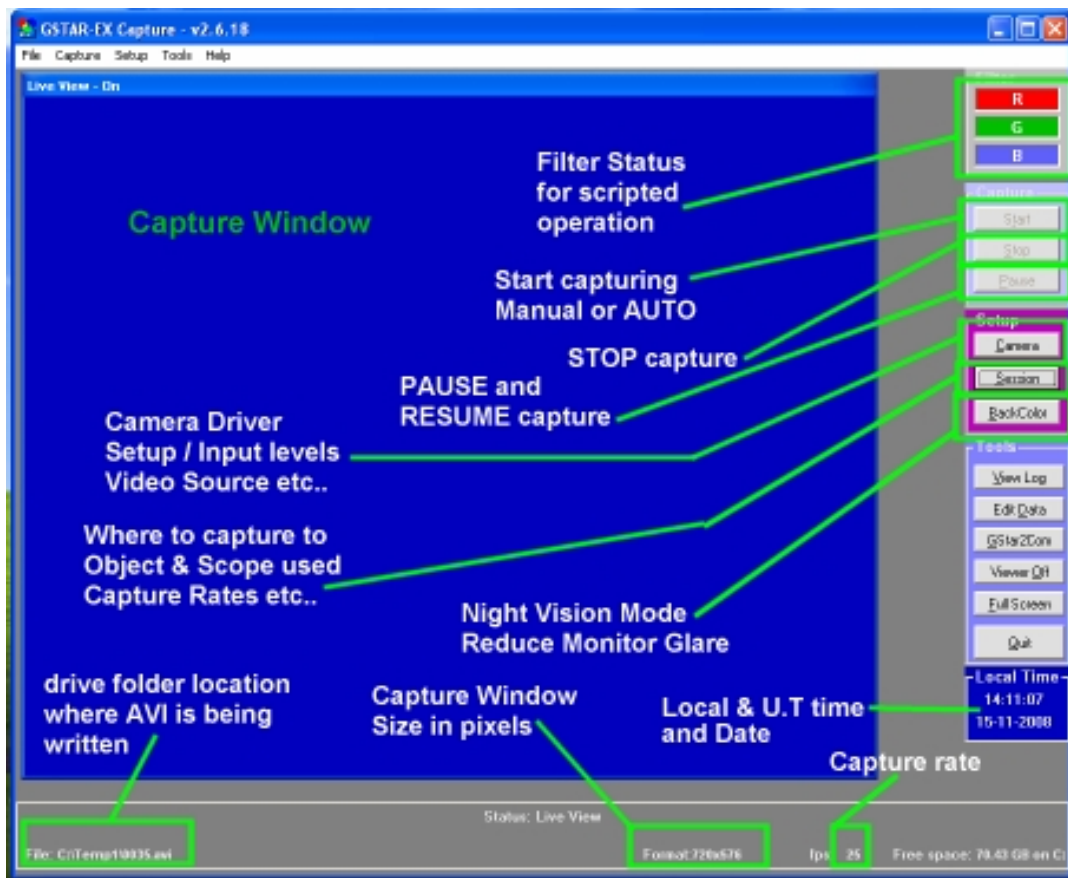 GSTAR-EX Capture - v2.6.18
File Capture Setup Tools Help
Live View - On
Filter
R
G
B
Filter Status
for scripted
operation
Capture Window
Capture
Start
Stop
Pause
Start capturing
Manual or AUTO
STOP capture
PAUSE and
RESUME capture
Setup
Camera
Session
BackColor
Camera Driver
Setup / Input levels
Video Source etc..
Tools
View Log
Edit Data
GStar2Com
Viewer Off
Full Screen
Quit
Where to capture to
Object & Scope used
Capture Rates etc..
Night Vision Mode
Reduce Monitor Glare
drive folder location
where AVI is being
written
Capture Window
Size in pixels
Local & U.T time
and Date
Local Time
14:11:07
15-11-2008
Capture rate
Status: Live View
File: C:\Temp1\0035.avi
Format:720x576
fps 25
Free space: 70.43 GB on C: